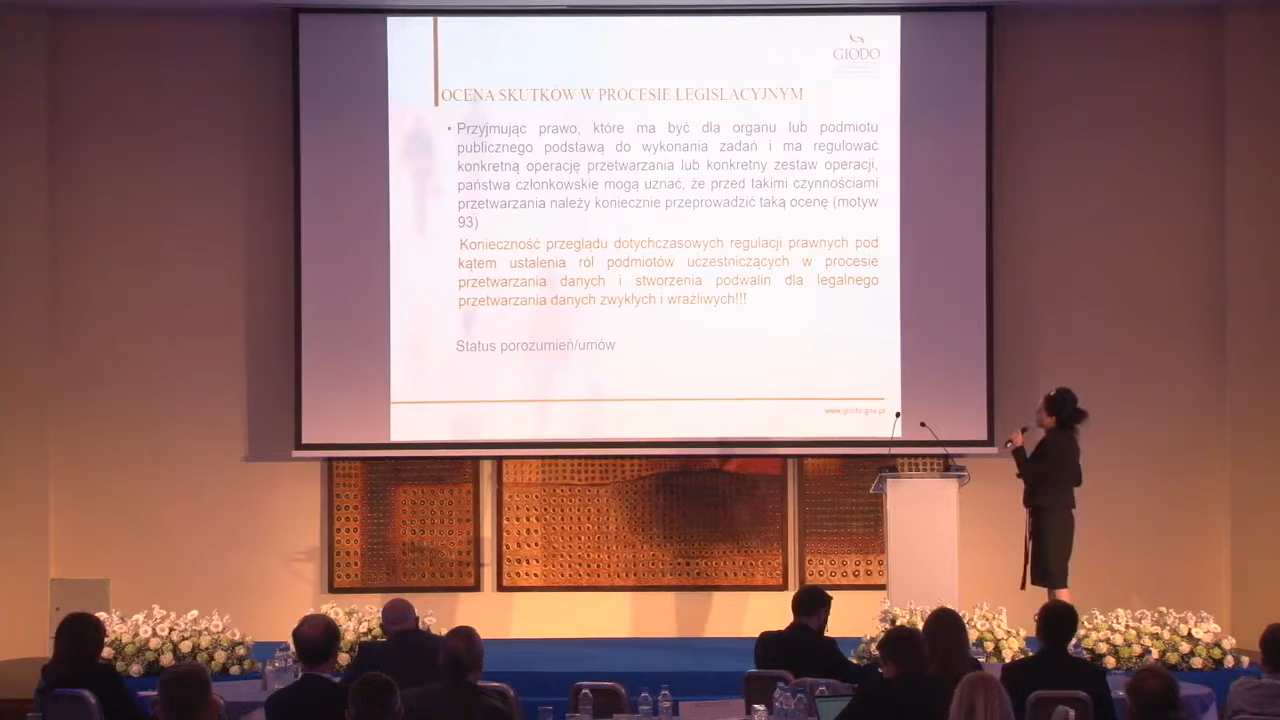 GIODO
OCENA SKUTKÓW W PROCESIE LEGISLACYJNYM
• Przyjmując prawo, które ma być dla organu lub podmiotu
publicznego podstawą do wykonania zadań i ma regulować
konkretną operację przetwarzania lub konkretny zestaw operacji,
państwa członkowskie mogą uznać, że przed takimi czynnościami
przetwarzania należy koniecznie przeprowadzić taką ocenę (motyw
93)
Konieczność przeglądu dotychczasowych regulacji prawnych pod
kątem ustalenia ról podmiotów uczestniczących w procesie
przetwarzania danych i stworzenia podwalin dla legalnego
przetwarzania danych zwykłych i wrażliwych!!!
Status porozumień/umów
www.giodo.gov.pl